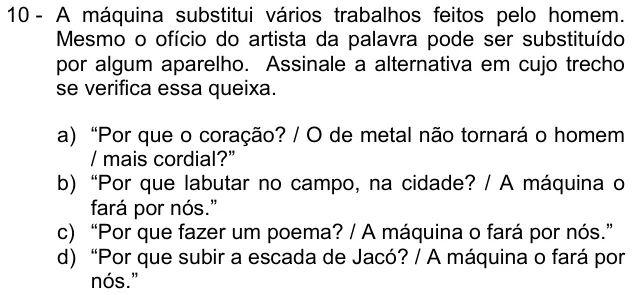 10 - A máquina substitui vários trabalhos feitos pelo homem.
Mesmo o ofício do artista da palavra pode ser substituído
por algum aparelho. Assinale a alternativa em cujo trecho
se verifica essa queixa.
a) “Por que o coração? / O de metal não tornará o homem
/ mais cordial?”
b) “Por que labutar no campo, na cidade? / A máquina o
fará por nós.”
c) “Por que fazer um poema? / A máquina o fará por nós.”
d) “Por que subir a escada de Jacó? / A máquina o fará por
nós.”